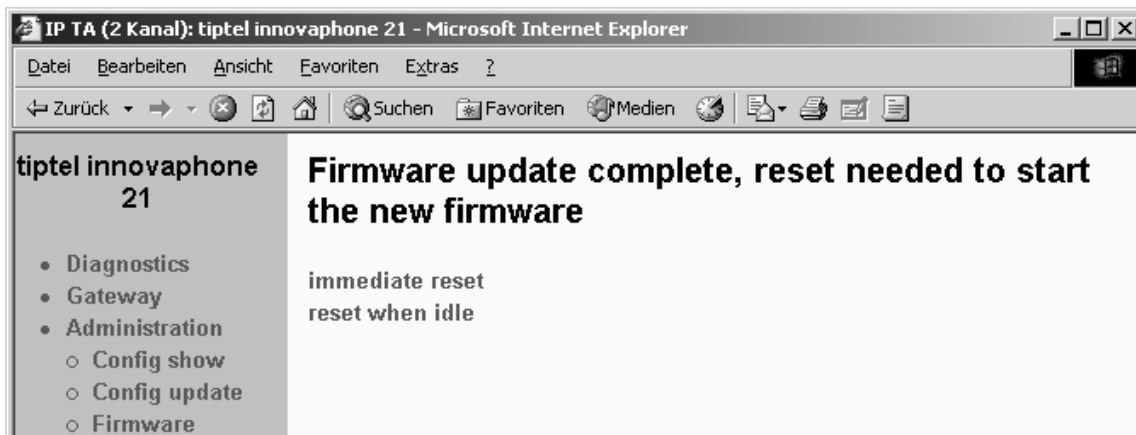 IP TA (2 Kanal): tiptel innovaphone 21 - Microsoft Internet Explorer
Datei Bearbeiten Ansicht Favoriten Extras ?
Zurück Suchen Favoriten Medien
tiptel innovaphone
21
Diagnostics
Gateway
Administration
Config show
Config update
Firmware
Firmware update complete, reset needed to start
the new firmware
immediate reset
reset when idle